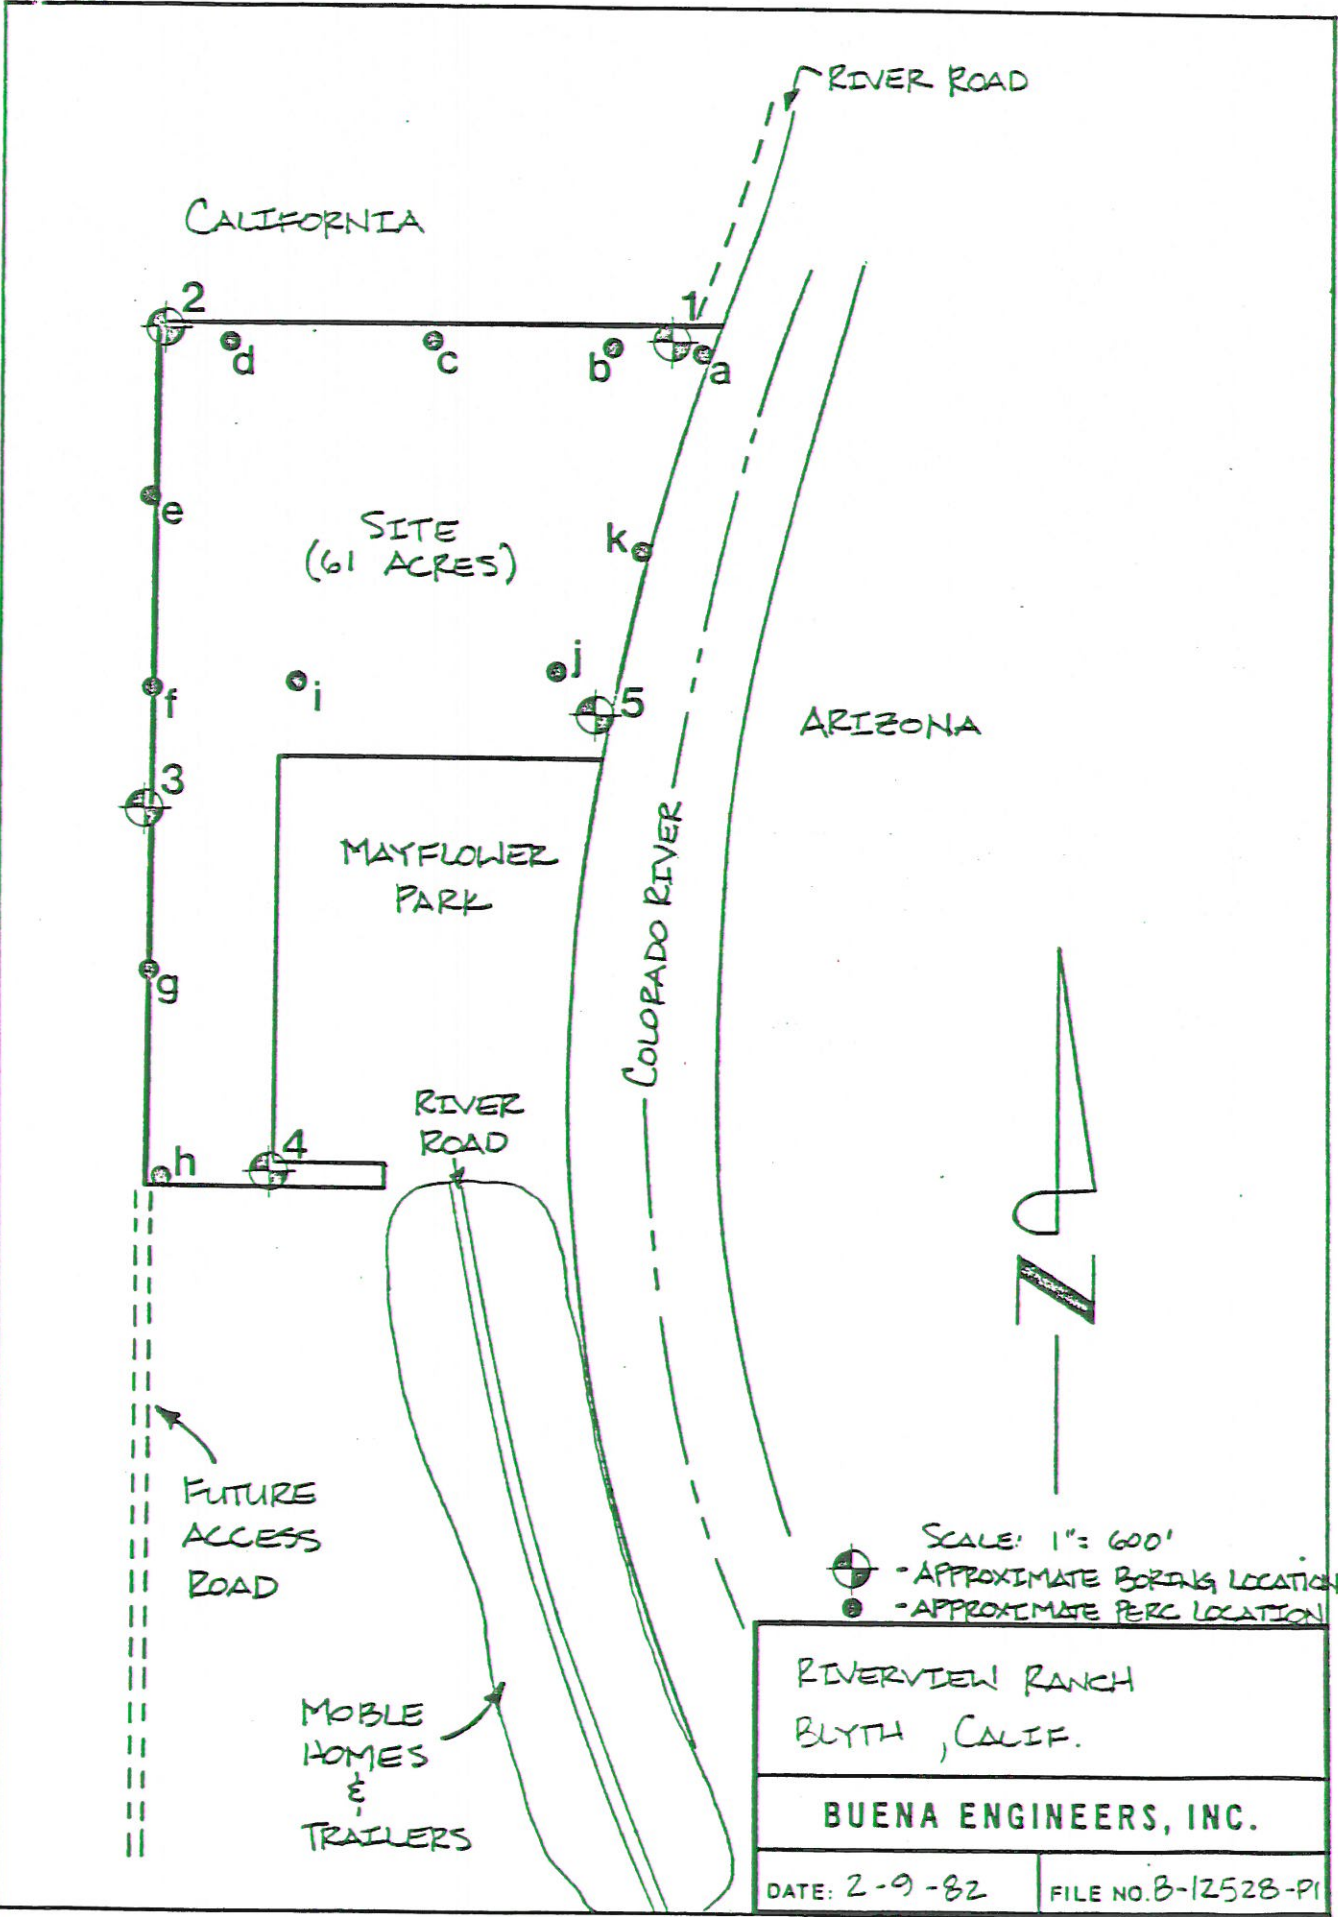 RIVER ROAD
CALIFORNIA
2
1
d
c
b
a
e
SITE
(61 ACRES)
k
f
i
j
5
ARIZONA
3
MAYFLOWER
PARK
COLORADO RIVER
g
RIVER
ROAD
h
4
N
FUTURE
ACCESS
ROAD
SCALE: 1"= 600'
- APPROXIMATE BORING LOCATION
- APPROXIMATE PERC LOCATION
MOBLE
HOMES
&
TRAILERS
RIVERVIEW RANCH
BLYTH , CALIF.
BUENA ENGINEERS, INC.
DATE: 2-9-82
FILE NO. B-12528-P1